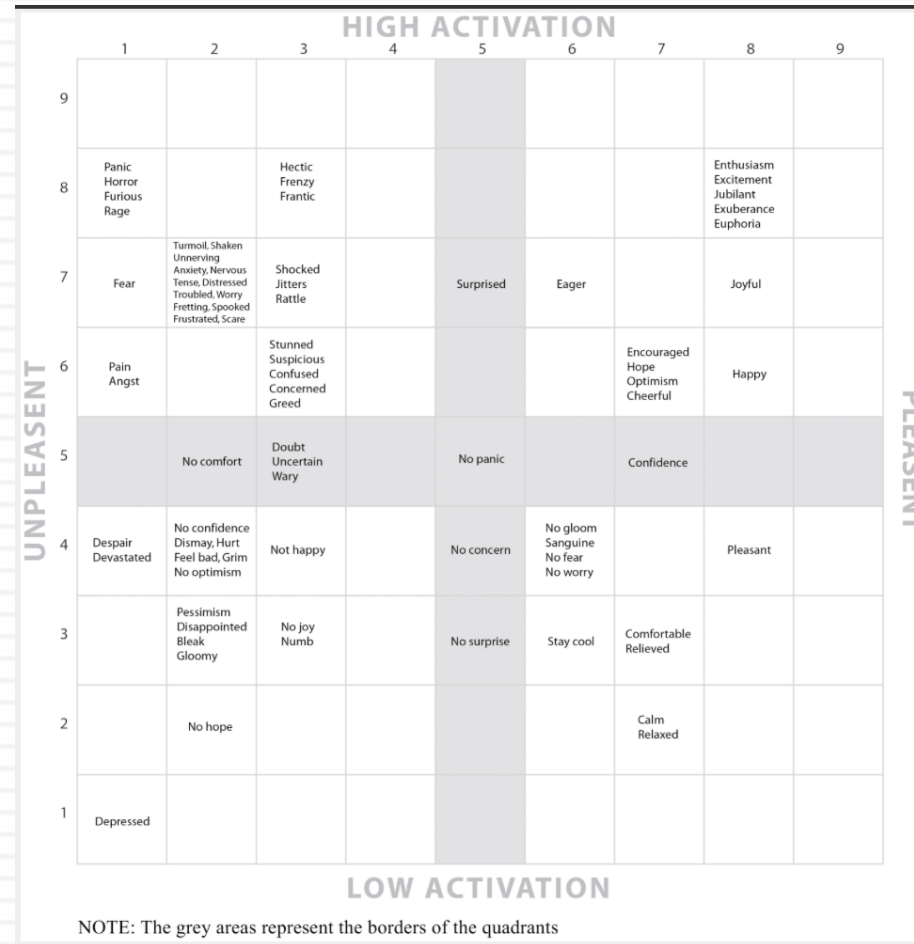 HIGH ACTIVATION
1 2 3 4 5 6 7 8 9
9
8
Panic
Horror
Furious
Rage
Hectic
Frenzy
Frantic
Enthusiasm
Excitement
Jubilant
Exuberance
Euphoria
7
Fear
Turmoil, Shaken
Unnerving
Anxiety, Nervous
Tense, Distressed
Troubled, Worry
Fretting, Spooked
Frustrated, Scare
Shocked
Jitters
Rattle
Surprised
Eager
Joyful
6
Pain
Angst
Stunned
Suspicious
Confused
Concerned
Greed
Encouraged
Hope
Optimism
Cheerful
Happy
UNPLEASENT
PLEASENT
5
No comfort
Doubt
Uncertain
Wary
No panic
Confidence
4
Despair
Devastated
No confidence
Dismay, Hurt
Feel bad, Grim
No optimism
Not happy
No concern
No gloom
Sanguine
No fear
No worry
Pleasant
3
Pessimism
Disappointed
Bleak
Gloomy
No joy
Numb
No surprise
Stay cool
Comfortable
Relieved
2
No hope
Calm
Relaxed
1
Depressed
LOW ACTIVATION
NOTE: The grey areas represent the borders of the quadrants